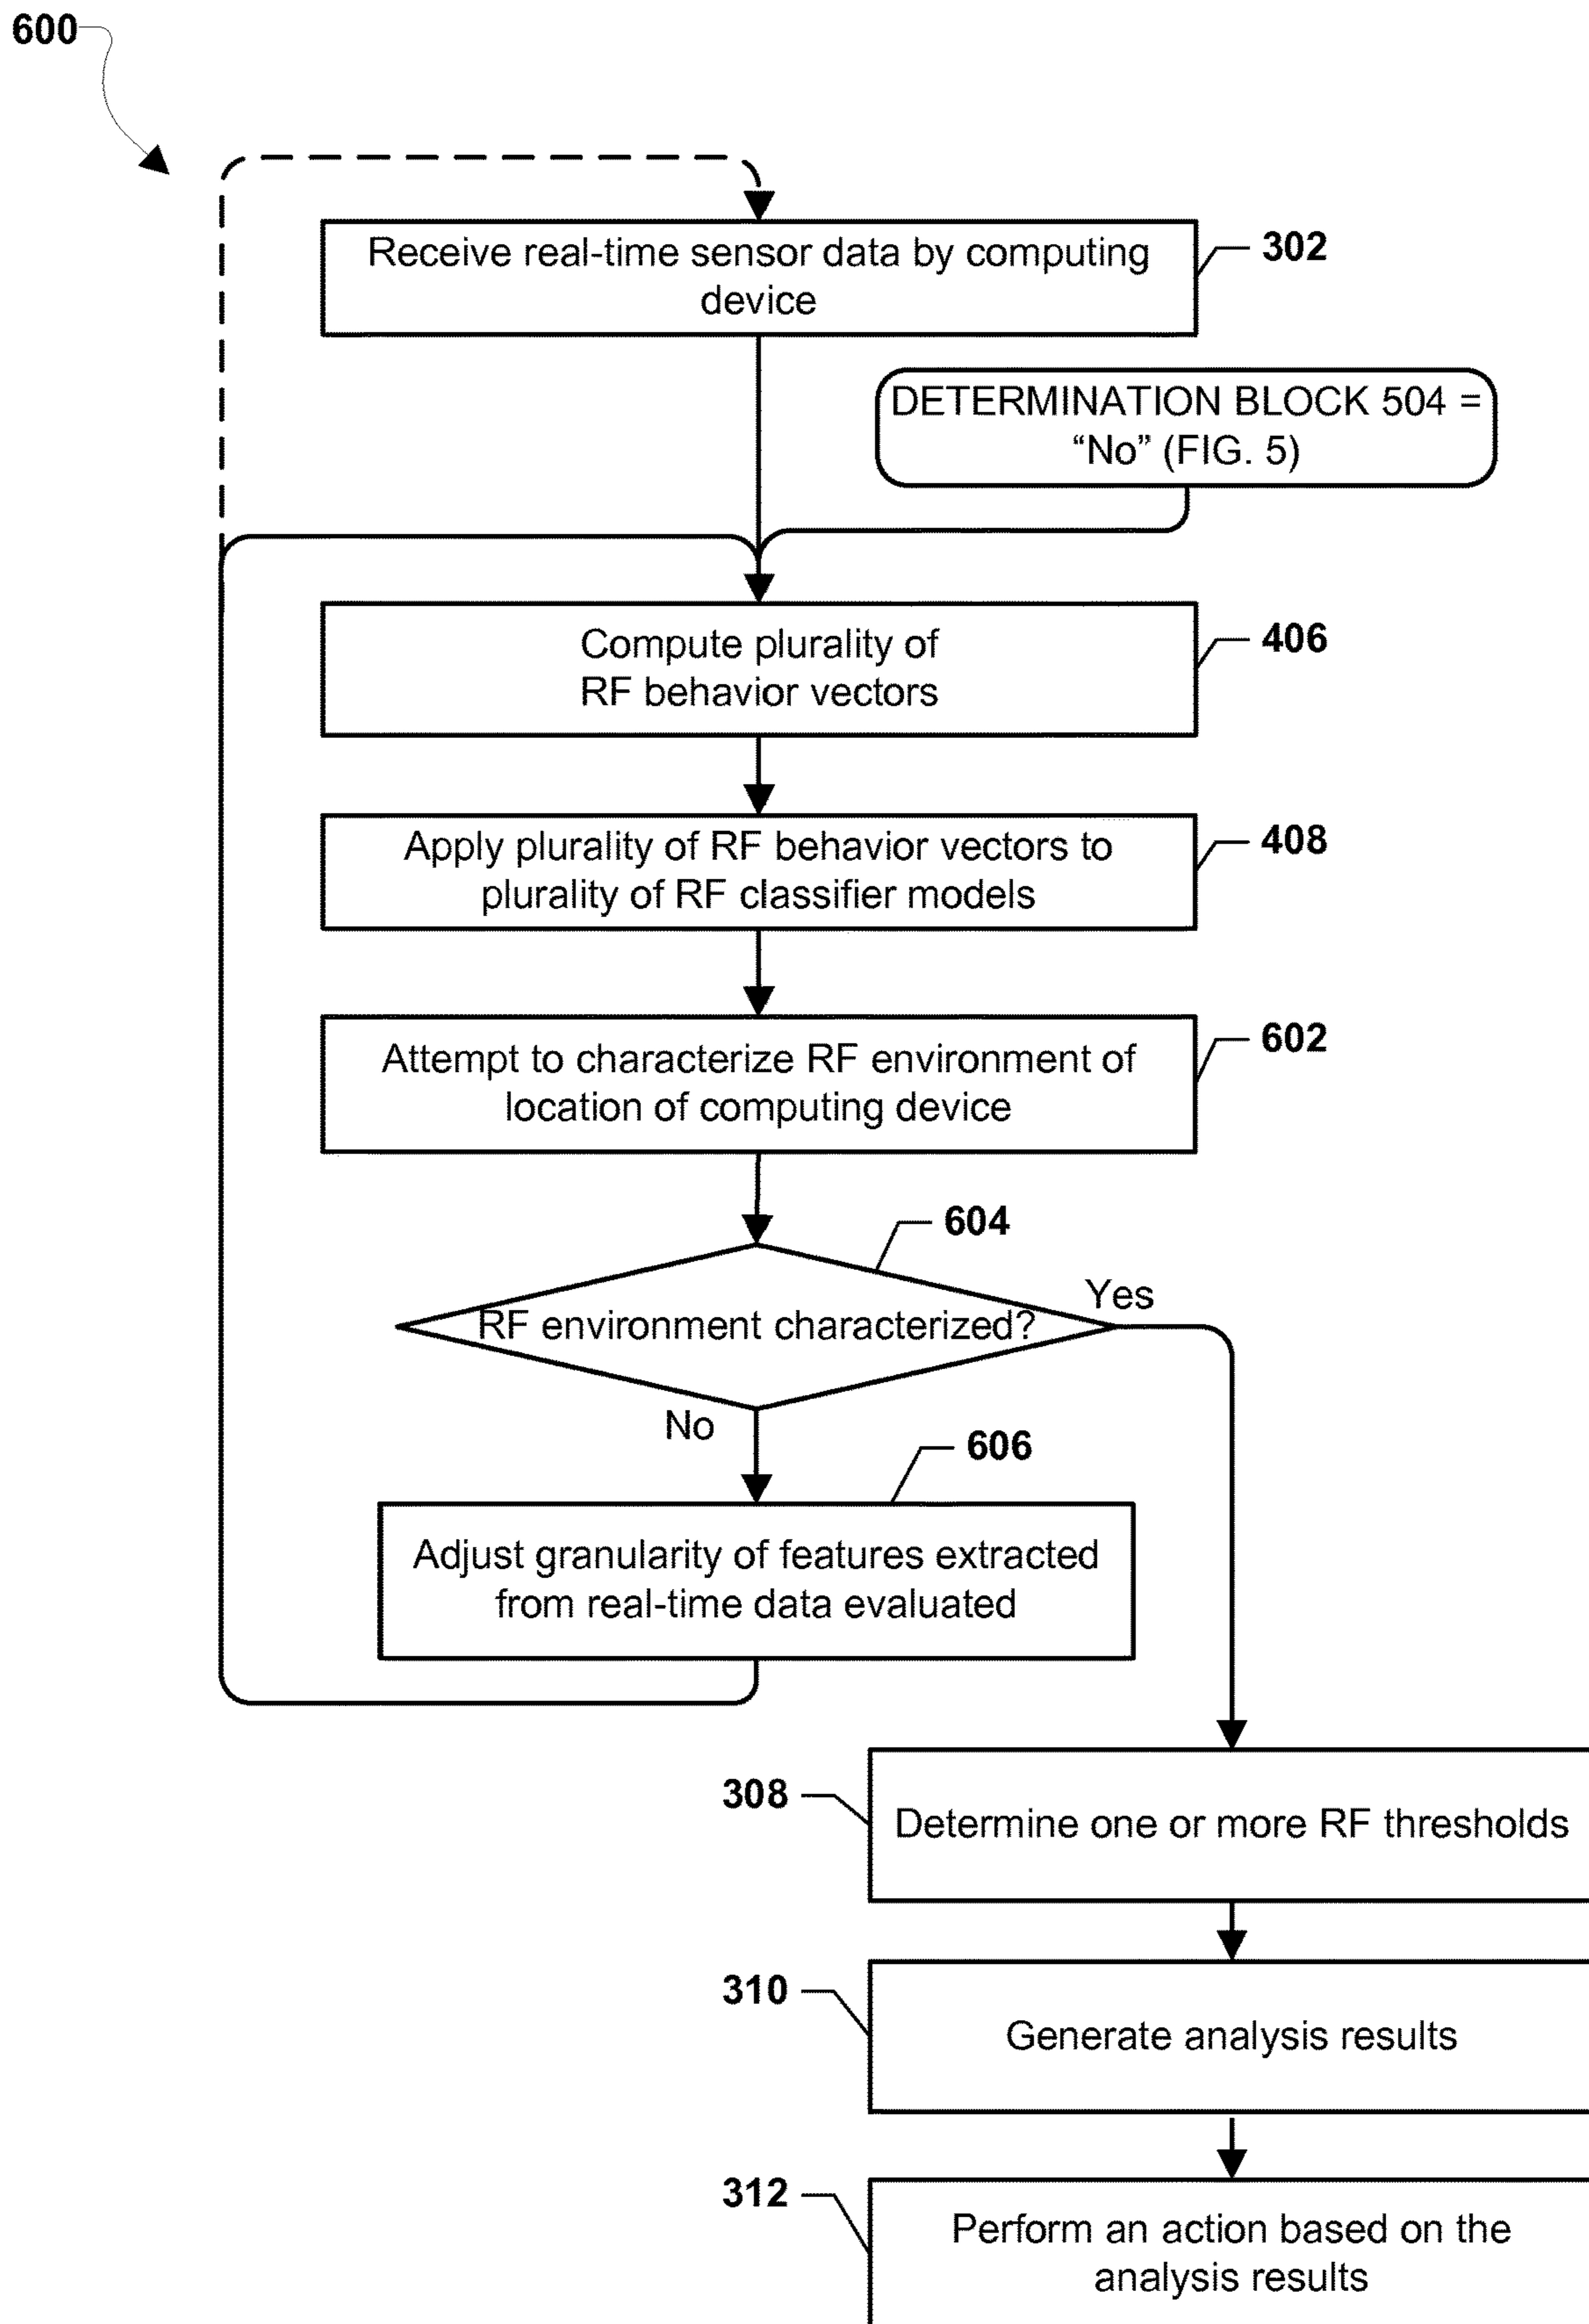 600
Receive real-time sensor data by computing
device
302
DETERMINATION BLOCK 504 =
“No” (FIG. 5)
Compute plurality of
RF behavior vectors
406
Apply plurality of RF behavior vectors to
plurality of RF classifier models
408
Attempt to characterize RF environment of
location of computing device
602
604
Yes
RF environment characterized?
No
606
Adjust granularity of features extracted
from real-time data evaluated
308
Determine one or more RF thresholds
310
Generate analysis results
312
Perform an action based on the
analysis results